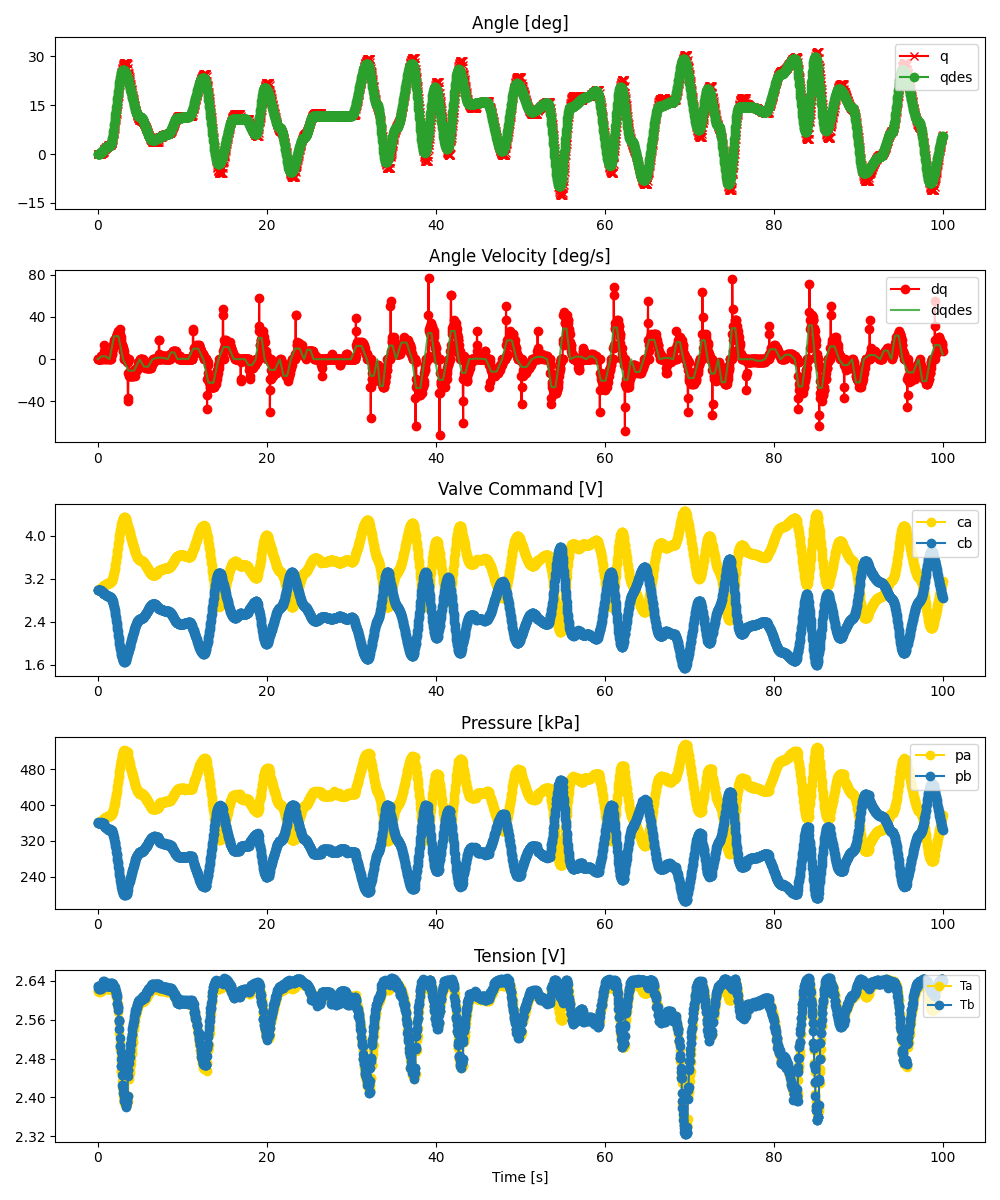 Angle [deg]
30
15
0
−15
q
qdes
0 20 40 60 80 100
Angle Velocity [deg/s]
80
40
0
−40
dq
dqdes
0 20 40 60 80 100
Valve Command [V]
4.0
3.2
2.4
1.6
ca
cb
0 20 40 60 80 100
Pressure [kPa]
480
400
320
240
pa
pb
0 20 40 60 80 100
Tension [V]
2.64
2.56
2.48
2.40
2.32
Ta
Tb
0 20 40 60 80 100
Time [s]